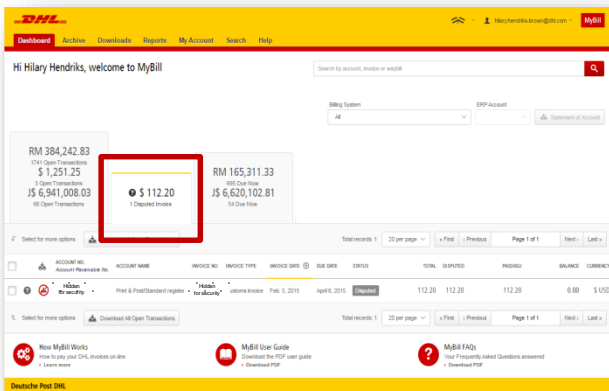 DHL
hilary.hendriks-brown@dhl.com
MyBill
Dashboard Archive Downloads Reports My Account Search Help
Hi Hilary Hendriks, welcome to MyBill
Search by account, invoice or waybill
Billing System
ERP Account
All
Statement of Account
RM 384,242.83
1741 Open Transactions
$ 1,251.25
3 Open Transactions
J$ 6,941,008.03
66 Open Transactions
$ 112.20
1 Disputed Invoice
RM 165,311.33
695 Due Now
J$ 6,620,102.81
54 Due Now
Select for more options
Total records: 1 20 per page « First ‹ Previous Page 1 of 1 Next › Last »
ACCOUNT NO.
Account Receivable No.
ACCOUNT NAME INVOICE NO. INVOICE TYPE INVOICE DATE DUE DATE STATUS TOTAL DISPUTED PAID/ADJ BALANCE CURRENCY
Hidden for security Print & Post/Standard register Hidden for security Feb. 5, 2015 April 6, 2015 Disputed 112.20 112.20 112.20 0.00 $ USD
Select for more options Download All Open Transactions Total records: 1 20 per page « First ‹ Previous Page 1 of 1 Next › Last »
How MyBill Works
How to pay your DHL invoices on-line
› Learn more
MyBill User Guide
Download the PDF user guide
› Download PDF
MyBill FAQs
Your Frequently Asked Questions answered
› Download PDF
Deutsche Post DHL